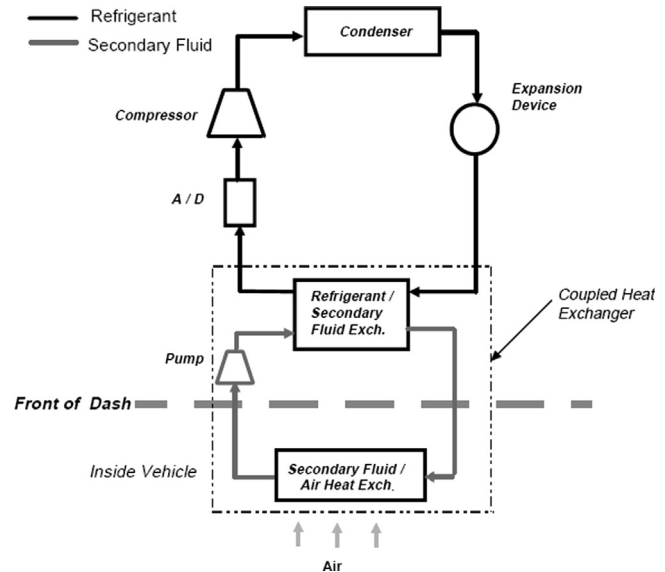 Refrigerant
Secondary Fluid
Condenser
Expansion
Device
Compressor
A / D
Refrigerant /
Secondary
Fluid Exch.
Coupled Heat
Exchanger
Pump
Front of Dash
Inside Vehicle
Secondary Fluid /
Air Heat Exch.
Air